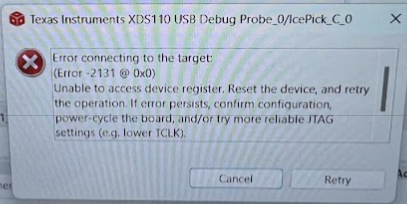 Texas Instruments XDS110 USB Debug Probe_0/IcePick_C_0
Error connecting to the target:
(Error -2131 @ 0x0)
Unable to access device register. Reset the device, and retry
the operation. If error persists, confirm configuration,
power-cycle the board, and/or try more reliable JTAG
settings (e.g. lower TCLK).
Cancel
Retry